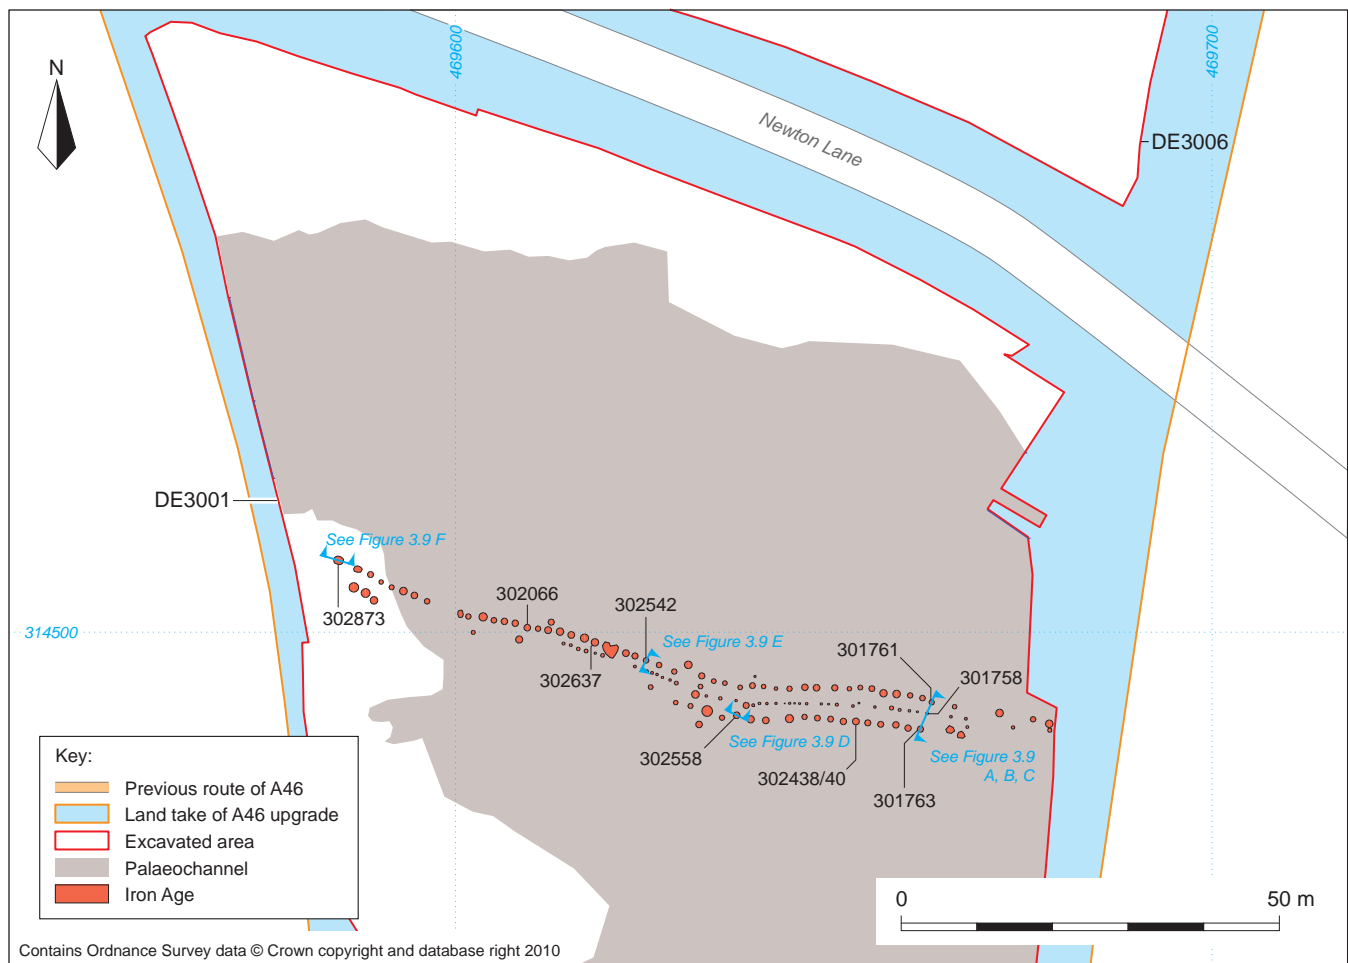 469600
469700
N
Newton Lane
DE3006
DE3001
See Figure 3.9 F
302066
302542
302873
314500
See Figure 3.9 E
301761
301758
302637
See Figure 3.9 D
302558
302438/40
See Figure 3.9
A, B, C
301763
Key:
Previous route of A46
Land take of A46 upgrade
Excavated area
Palaeochannel
Iron Age
0
50 m
Contains Ordnance Survey data © Crown copyright and database right 2010